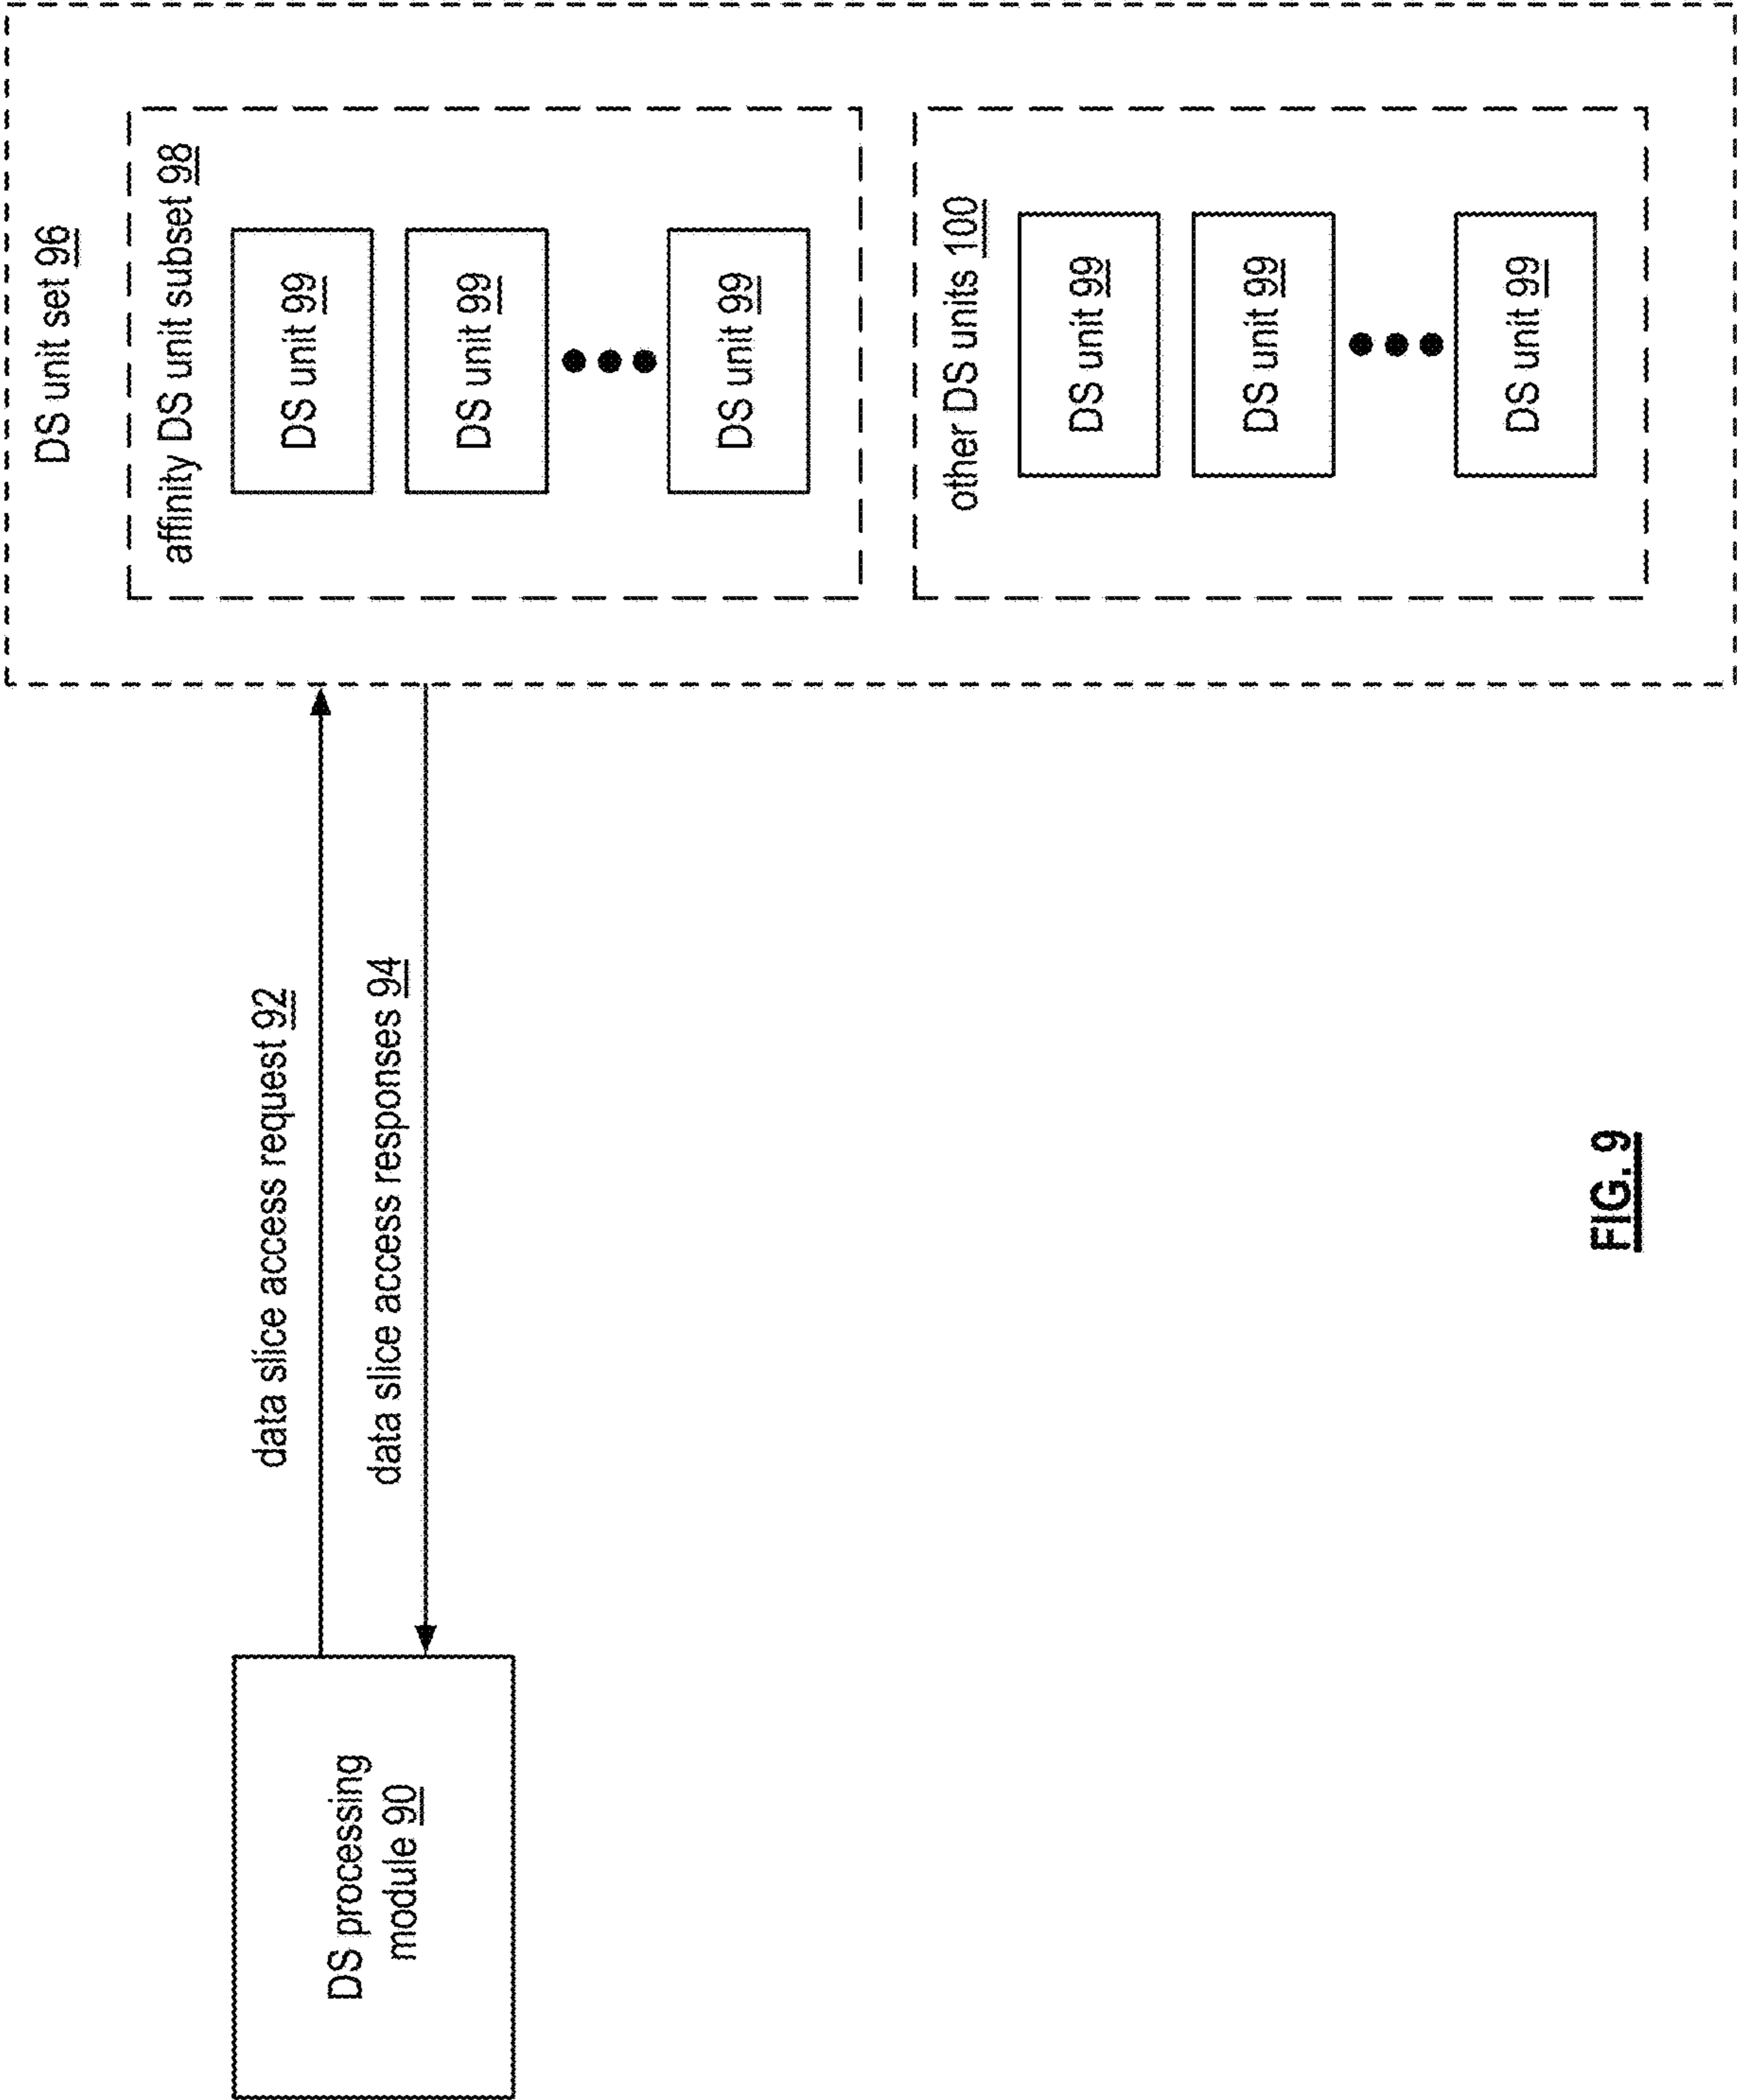 DS processing
module 90
data slice access request 92
data slice access responses 94
DS unit set 96
affinity DS unit subset 98
DS unit 99
DS unit 99
DS unit 99
other DS units 100
DS unit 99
DS unit 99
DS unit 99
FIG. 9